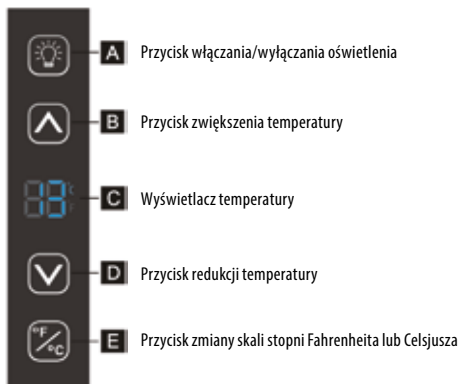 A Przycisk włączania/wyłączania oświetlenia
B Przycisk zwiększenia temperatury
13 °C
F
C Wyświetlacz temperatury
D Przycisk redukcji temperatury
°F/°C
E Przycisk zmiany skali stopni Fahrenheita lub Celsjusza